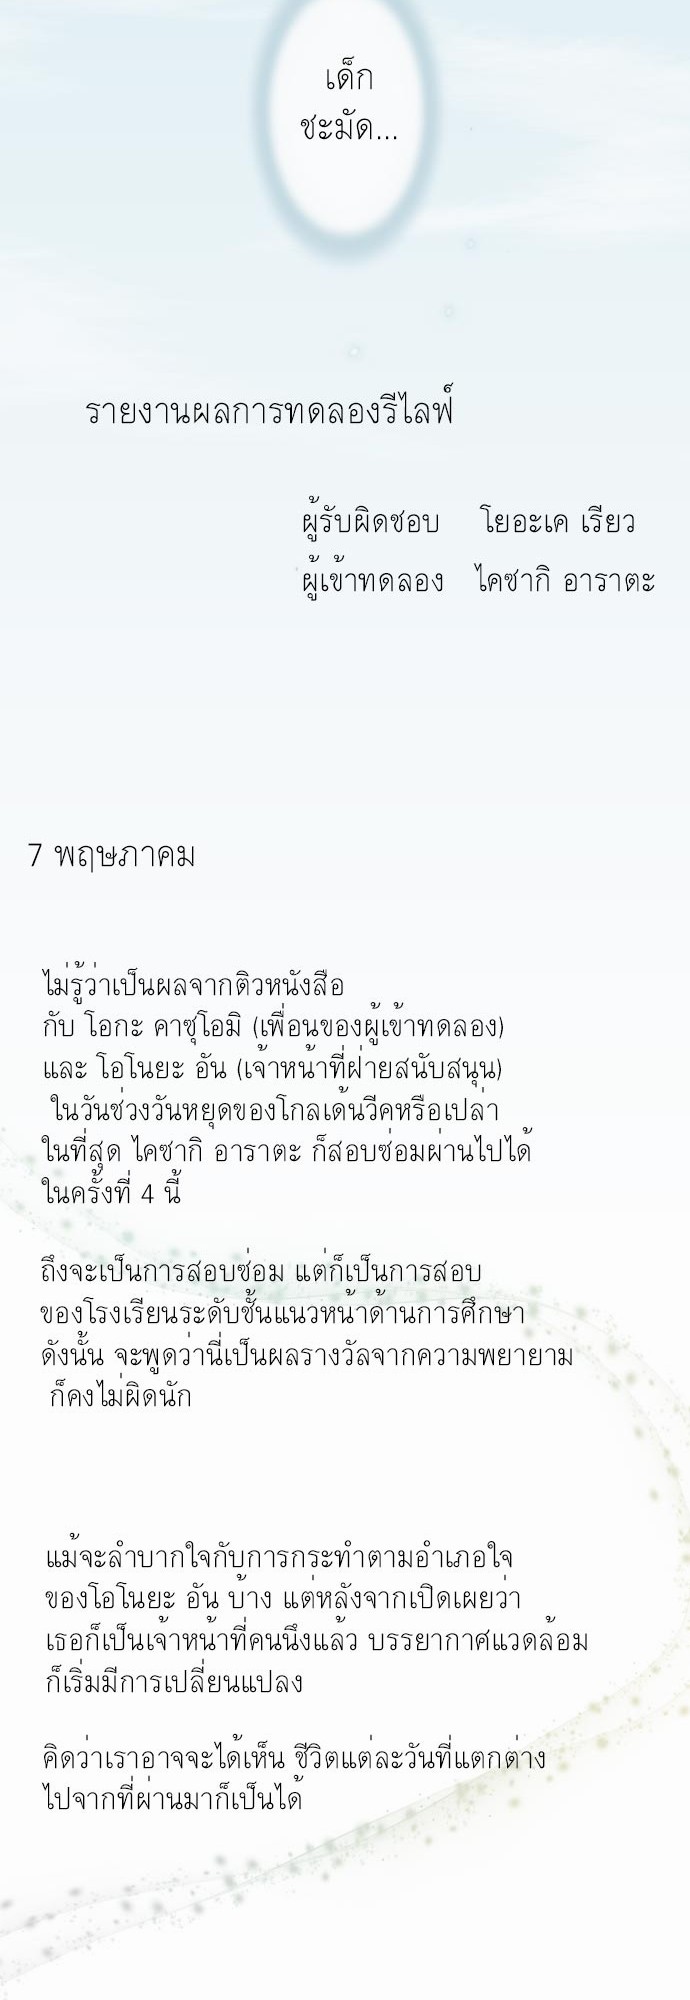 เด็ก
ชะมัด...
รายงานผลการทดลองรีไลฟ์
ผู้รับผิดชอบ โยอะเค เรียว
ผู้เข้าทดลอง ไคซากิ อาราตะ
7 พฤษภาคม
ไม่รู้ว่าเป็นผลจากติวหนังสือ
กับ โอกะ คาซุโอมิ (เพื่อนของผู้เข้าทดลอง)
และ โอโนยะ อัน (เจ้าหน้าที่ฝ่ายสนับสนุน)
ในวันช่วงวันหยุดของโกลเด้นวีคหรือเปล่า
ในที่สุด ไคซากิ อาราตะ ก็สอบซ่อมผ่านไปได้
ในครั้งที่ 4 นี้
ถึงจะเป็นการสอบซ่อม แต่ก็เป็นการสอบ
ของโรงเรียนระดับชั้นแนวหน้าด้านการศึกษา
ดังนั้น จะพูดว่านี่เป็นผลรางวัลจากความพยายาม
ก็คงไม่ผิดนัก
แม้จะลำบากใจกับการกระทำตามอำเภอใจ
ของโอโนยะ อัน บ้าง แต่หลังจากเปิดเผยว่า
เธอก็เป็นเจ้าหน้าที่คนนึงแล้ว บรรยากาศแวดล้อม
ก็เริ่มมีการเปลี่ยนแปลง
คิดว่าเราอาจจะได้เห็น ชีวิตแต่ละวันที่แตกต่าง
ไปจากที่ผ่านมาก็เป็นได้